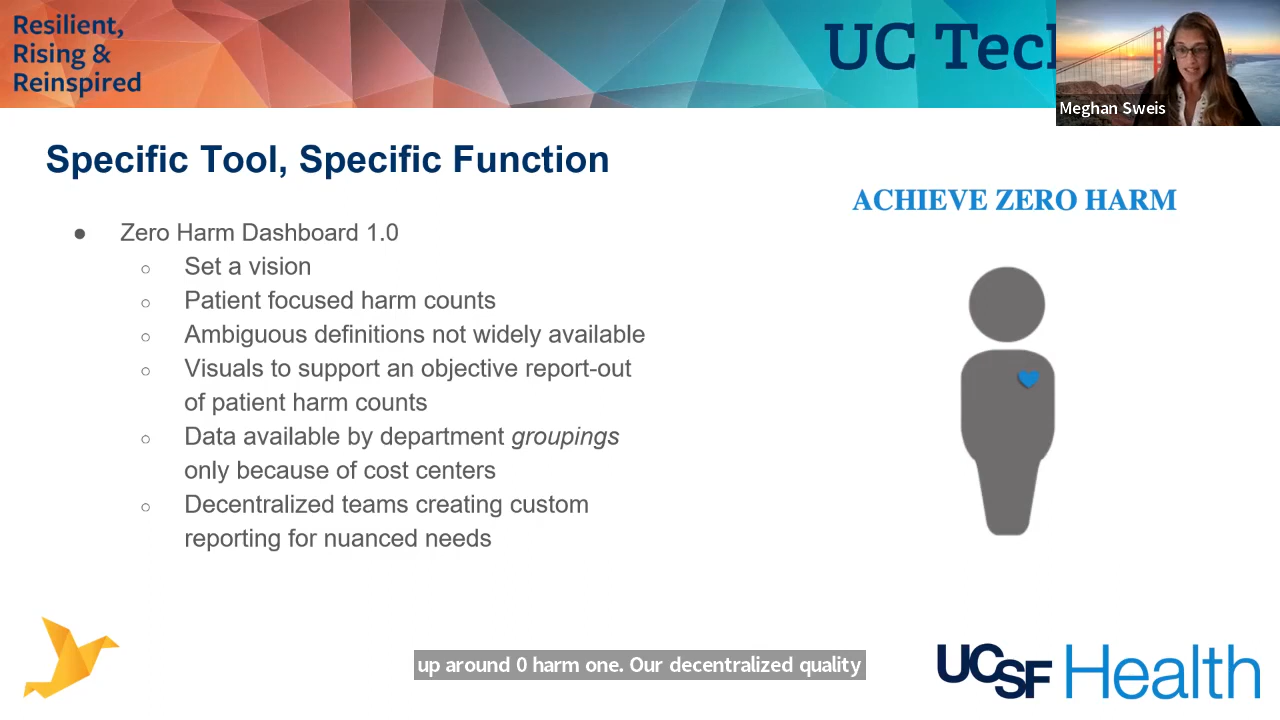 Resilient,
Rising &
Reinspired
UC Tec
Meghan Sweis
Specific Tool, Specific Function
ACHIEVE ZERO HARM
● Zero Harm Dashboard 1.0
○ Set a vision
○ Patient focused harm counts
○ Ambiguous definitions not widely available
○ Visuals to support an objective report-out
of patient harm counts
○ Data available by department groupings
only because of cost centers
○ Decentralized teams creating custom
reporting for nuanced needs
up around 0 harm one. Our decentralized quality
UCSF Health